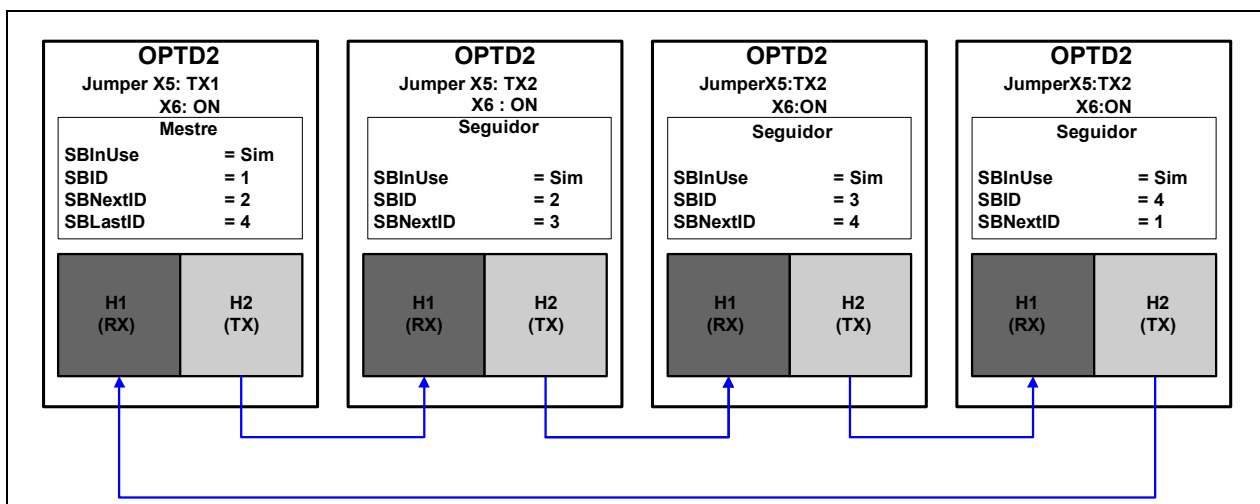 OPTD2
Jumper X5: TX1
X6: ON
Mestre
SBInUse = Sim
SBID = 1
SBNextID = 2
SBLastID = 4
H1
(RX)
H2
(TX)
OPTD2
Jumper X5: TX2
X6 : ON
Seguidor
SBInUse = Sim
SBID = 2
SBNextID = 3
H1
(RX)
H2
(TX)
OPTD2
JumperX5:TX2
X6:ON
Seguidor
SBInUse = Sim
SBID = 3
SBNextID = 4
H1
(RX)
H2
(TX)
OPTD2
JumperX5:TX2
X6:ON
Seguidor
SBInUse = Sim
SBID = 4
SBNextID = 1
H1
(RX)
H2
(TX)